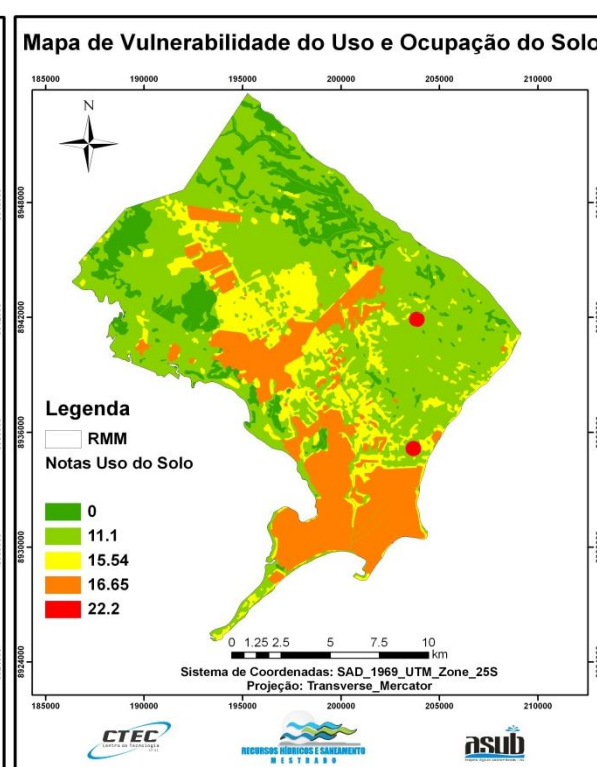 Mapa de Vulnerabilidade do Uso e Ocupação do Solo
185000 190000 195000 200000 205000 210000
N
8948000
8942000
8936000
8930000
8924000
Legenda
RMM
Notas Uso do Solo
0
11.1
15.54
16.65
22.2
0 1.25 2.5 5 7.5 10
km
Sistema de Coordenadas: SAD_1969_UTM_Zone_25S
Projeção: Transverse_Mercator
185000 190000 195000 200000 205000 210000
CTEC
RECURSOS HÍDRICOS E SANEAMENTO
MESTRADO
asub